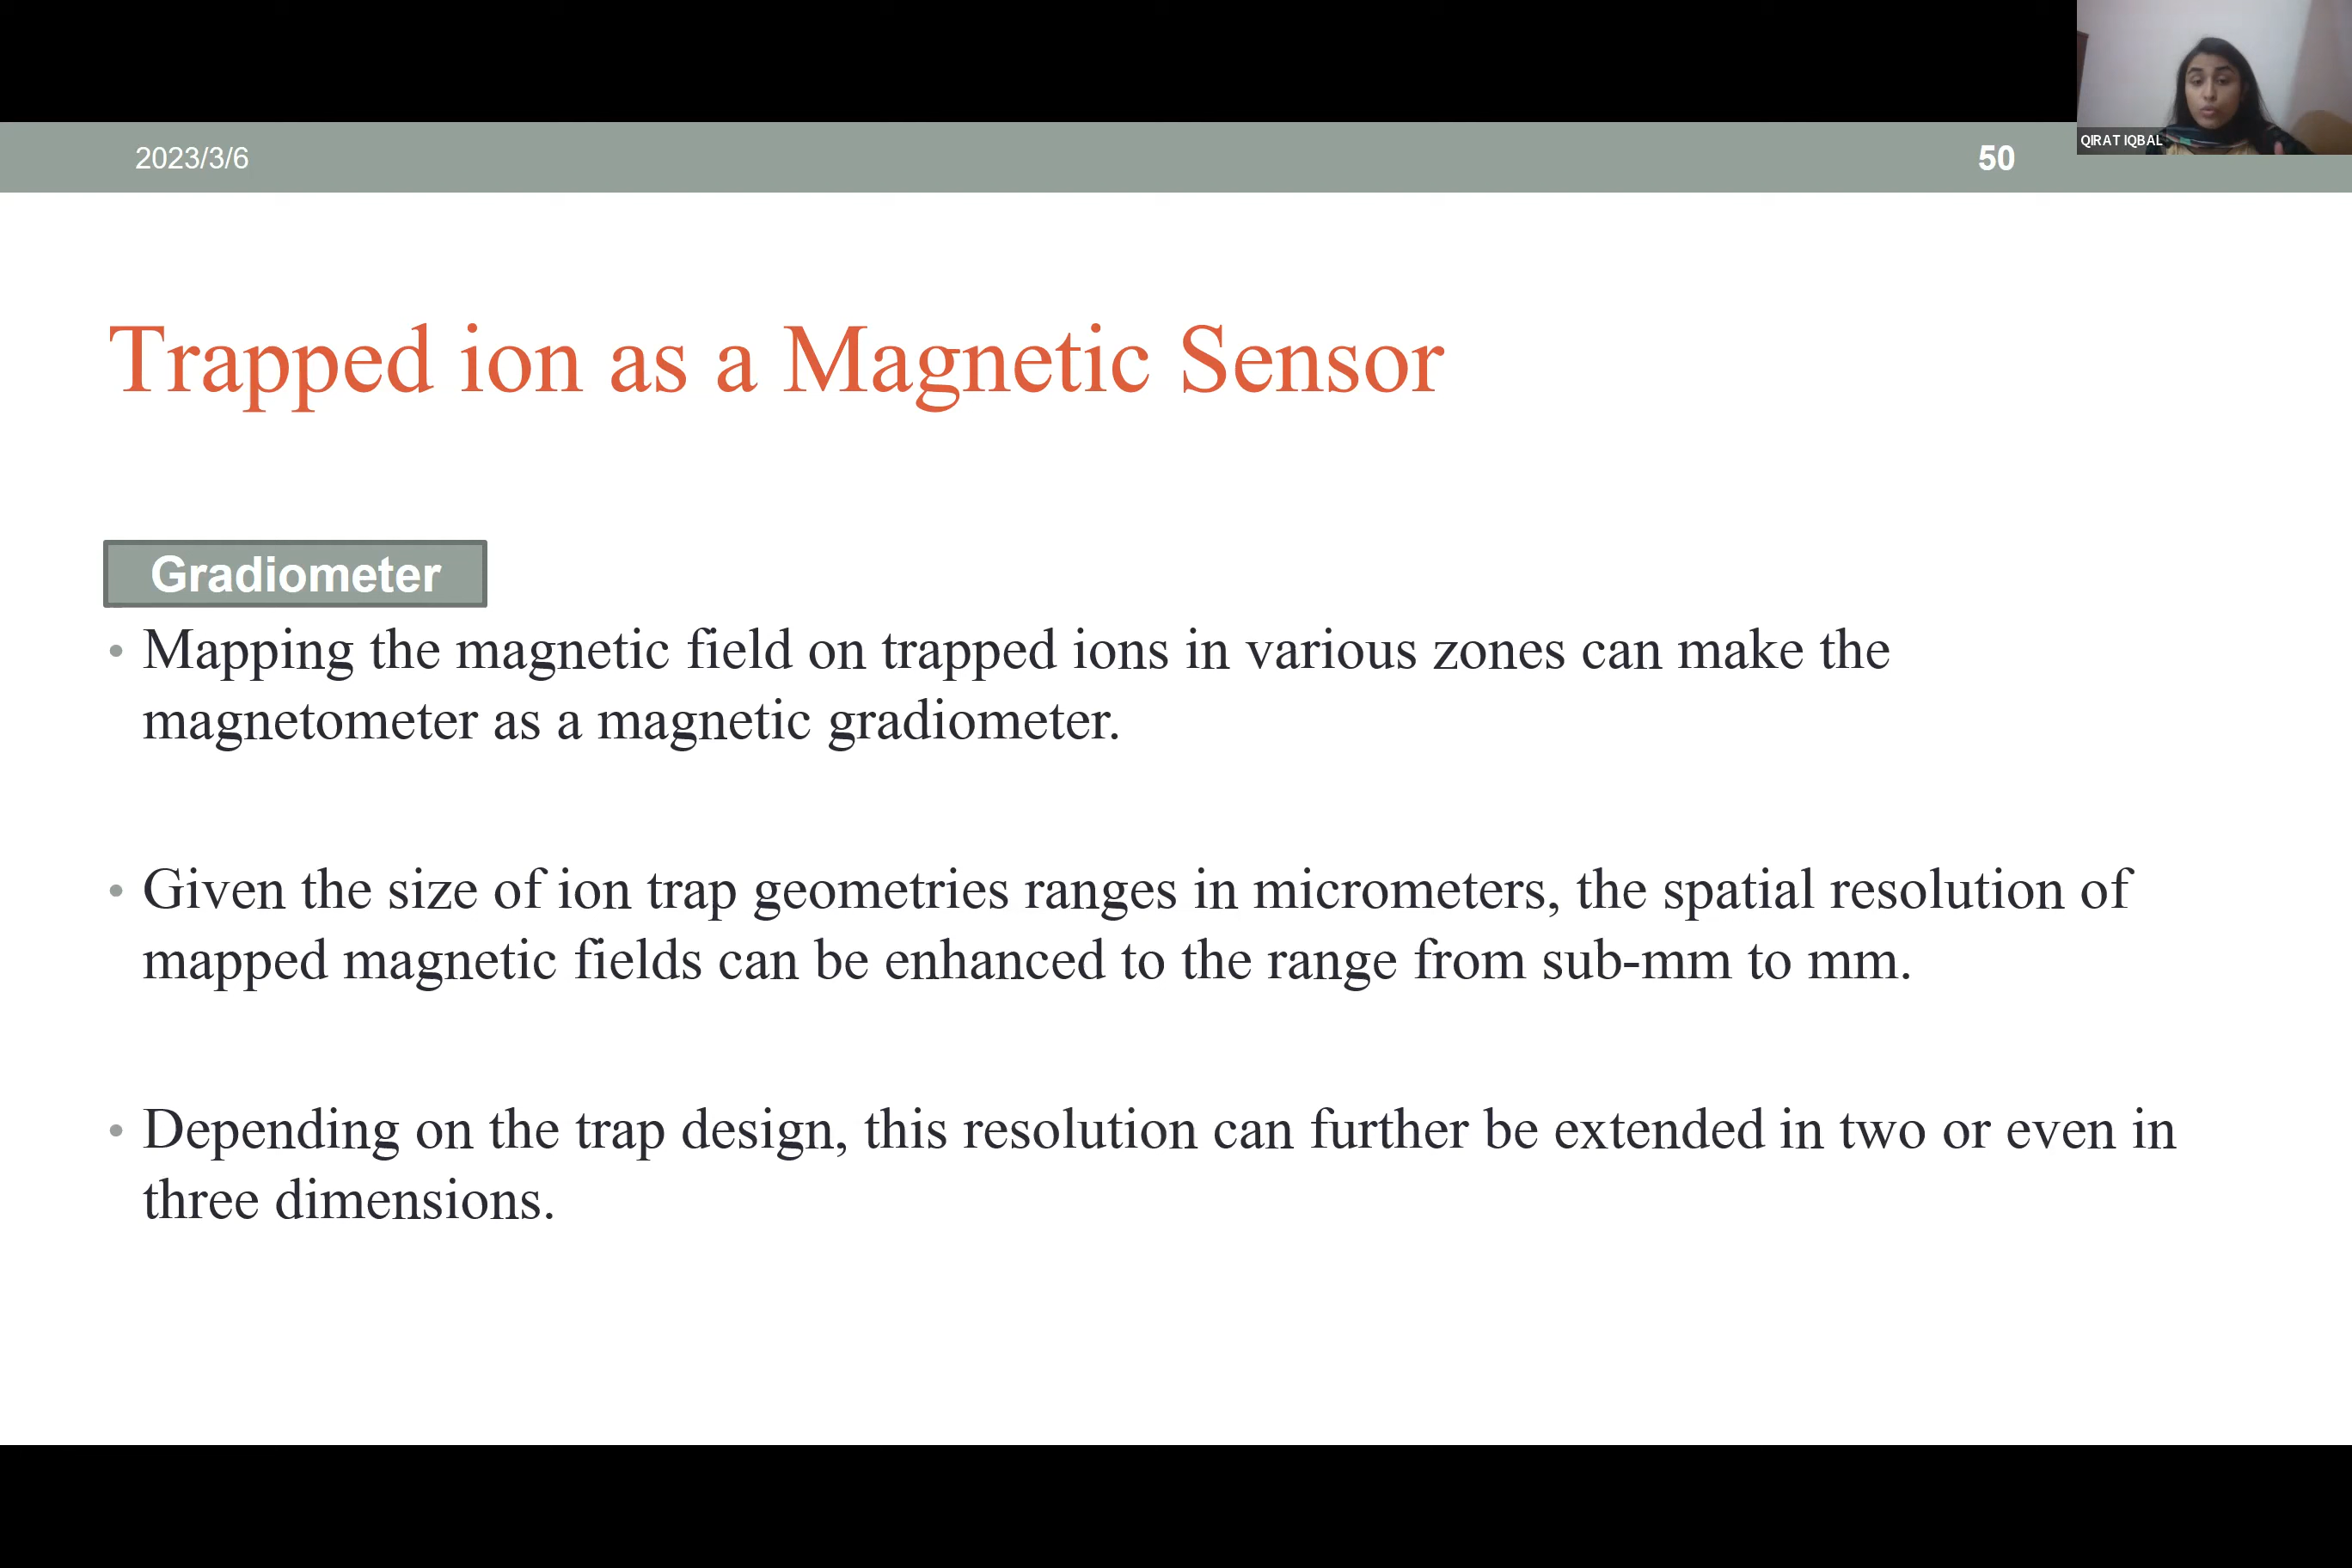 2023/3/6
50
QIRAT IQBAL
Trapped ion as a Magnetic Sensor
Gradiometer
• Mapping the magnetic field on trapped ions in various zones can make the
magnetometer as a magnetic gradiometer.
• Given the size of ion trap geometries ranges in micrometers, the spatial resolution of
mapped magnetic fields can be enhanced to the range from sub-mm to mm.
• Depending on the trap design, this resolution can further be extended in two or even in
three dimensions.